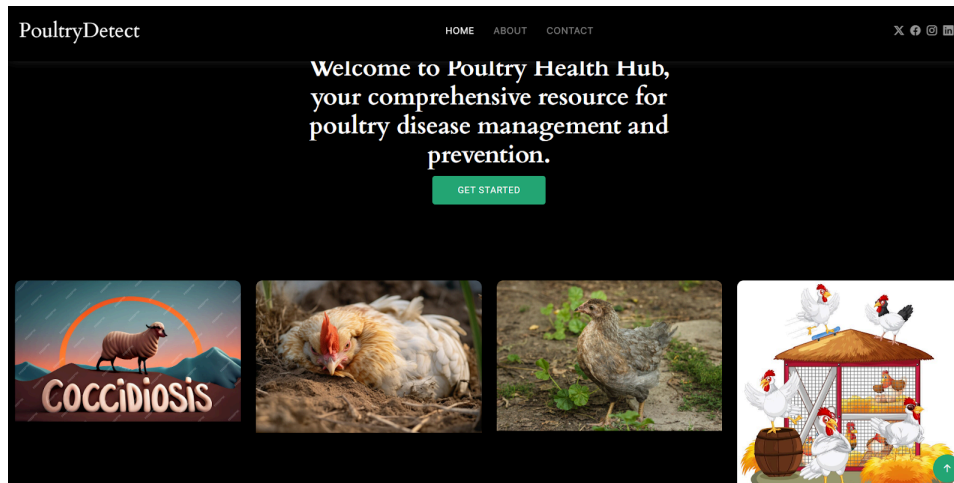 PoultryDetect
HOME ABOUT CONTACT
Welcome to Poultry Health Hub,
your comprehensive resource for
poultry disease management and
prevention.
GET STARTED
COCCiDiOSiS